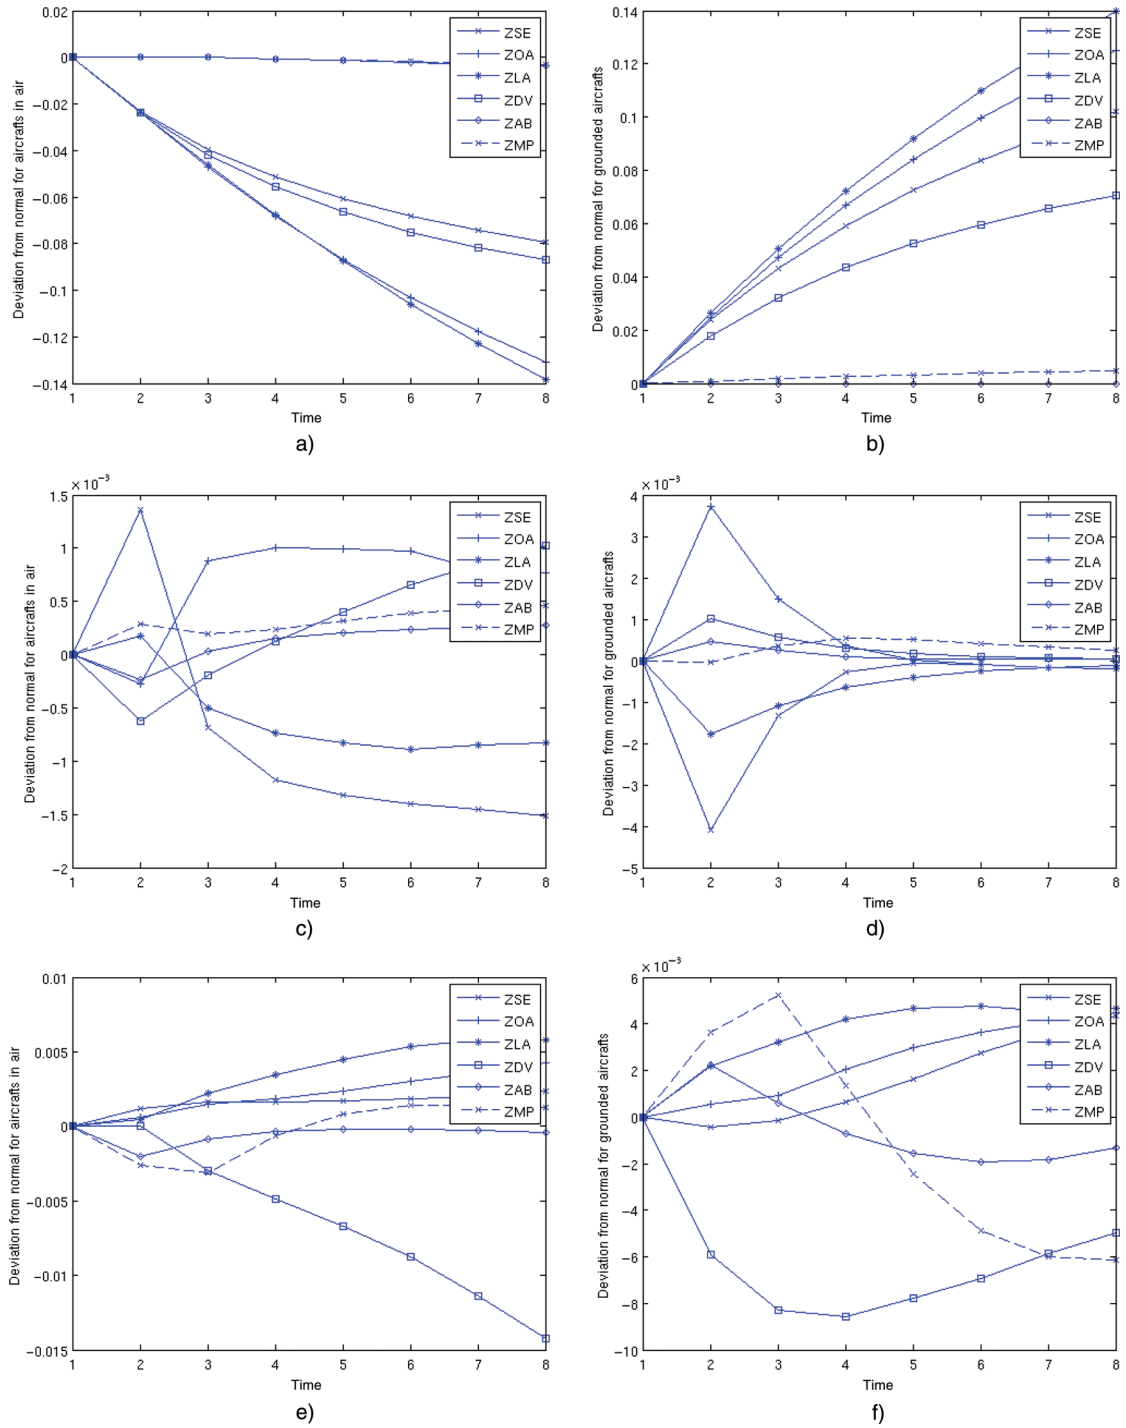 0.02
0
−0.02
−0.04
−0.06
−0.08
−0.1
−0.12
−0.14
1 2 3 4 5 6 7 8
Deviation from normal for aircrafts in air
Time
ZSE
ZOA
ZLA
ZDV
ZAB
ZMP
a)
0.14
0.12
0.1
0.08
0.06
0.04
0.02
0
1 2 3 4 5 6 7 8
Deviation from normal for grounded aircrafts
Time
ZSE
ZOA
ZLA
ZDV
ZAB
ZMP
b)
× 10⁻³
1.5
1
0.5
0
−0.5
−1
−1.5
−2
1 2 3 4 5 6 7 8
Deviation from normal for aircrafts in air
Time
ZSE
ZOA
ZLA
ZDV
ZAB
ZMP
c)
× 10⁻³
4
3
2
1
0
−1
−2
−3
−4
−5
1 2 3 4 5 6 7 8
Deviation from normal for grounded aircrafts
Time
ZSE
ZOA
ZLA
ZDV
ZAB
ZMP
d)
0.01
0.005
0
−0.005
−0.01
−0.015
1 2 3 4 5 6 7 8
Deviation from normal for aircrafts in air
Time
ZSE
ZOA
ZLA
ZDV
ZAB
ZMP
e)
× 10⁻³
6
4
2
0
−2
−4
−6
−8
−10
1 2 3 4 5 6 7 8
Deviation from normal for grounded aircrafts
Time
ZSE
ZOA
ZLA
ZDV
ZAB
ZMP
f)